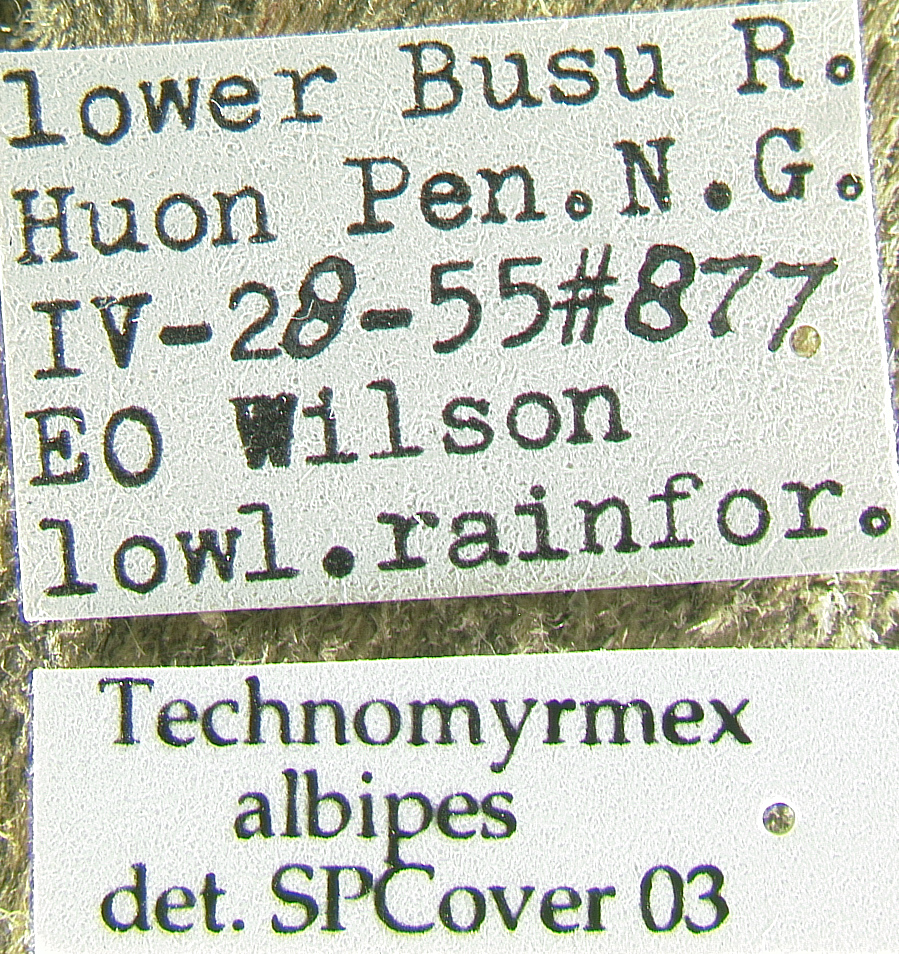 lower Busu R.
Huon Pen.N.G.
IV-28-55#877
EO Wilson
lowl.rainfor.
Technomyrmex
albipes
det. SPCover 03